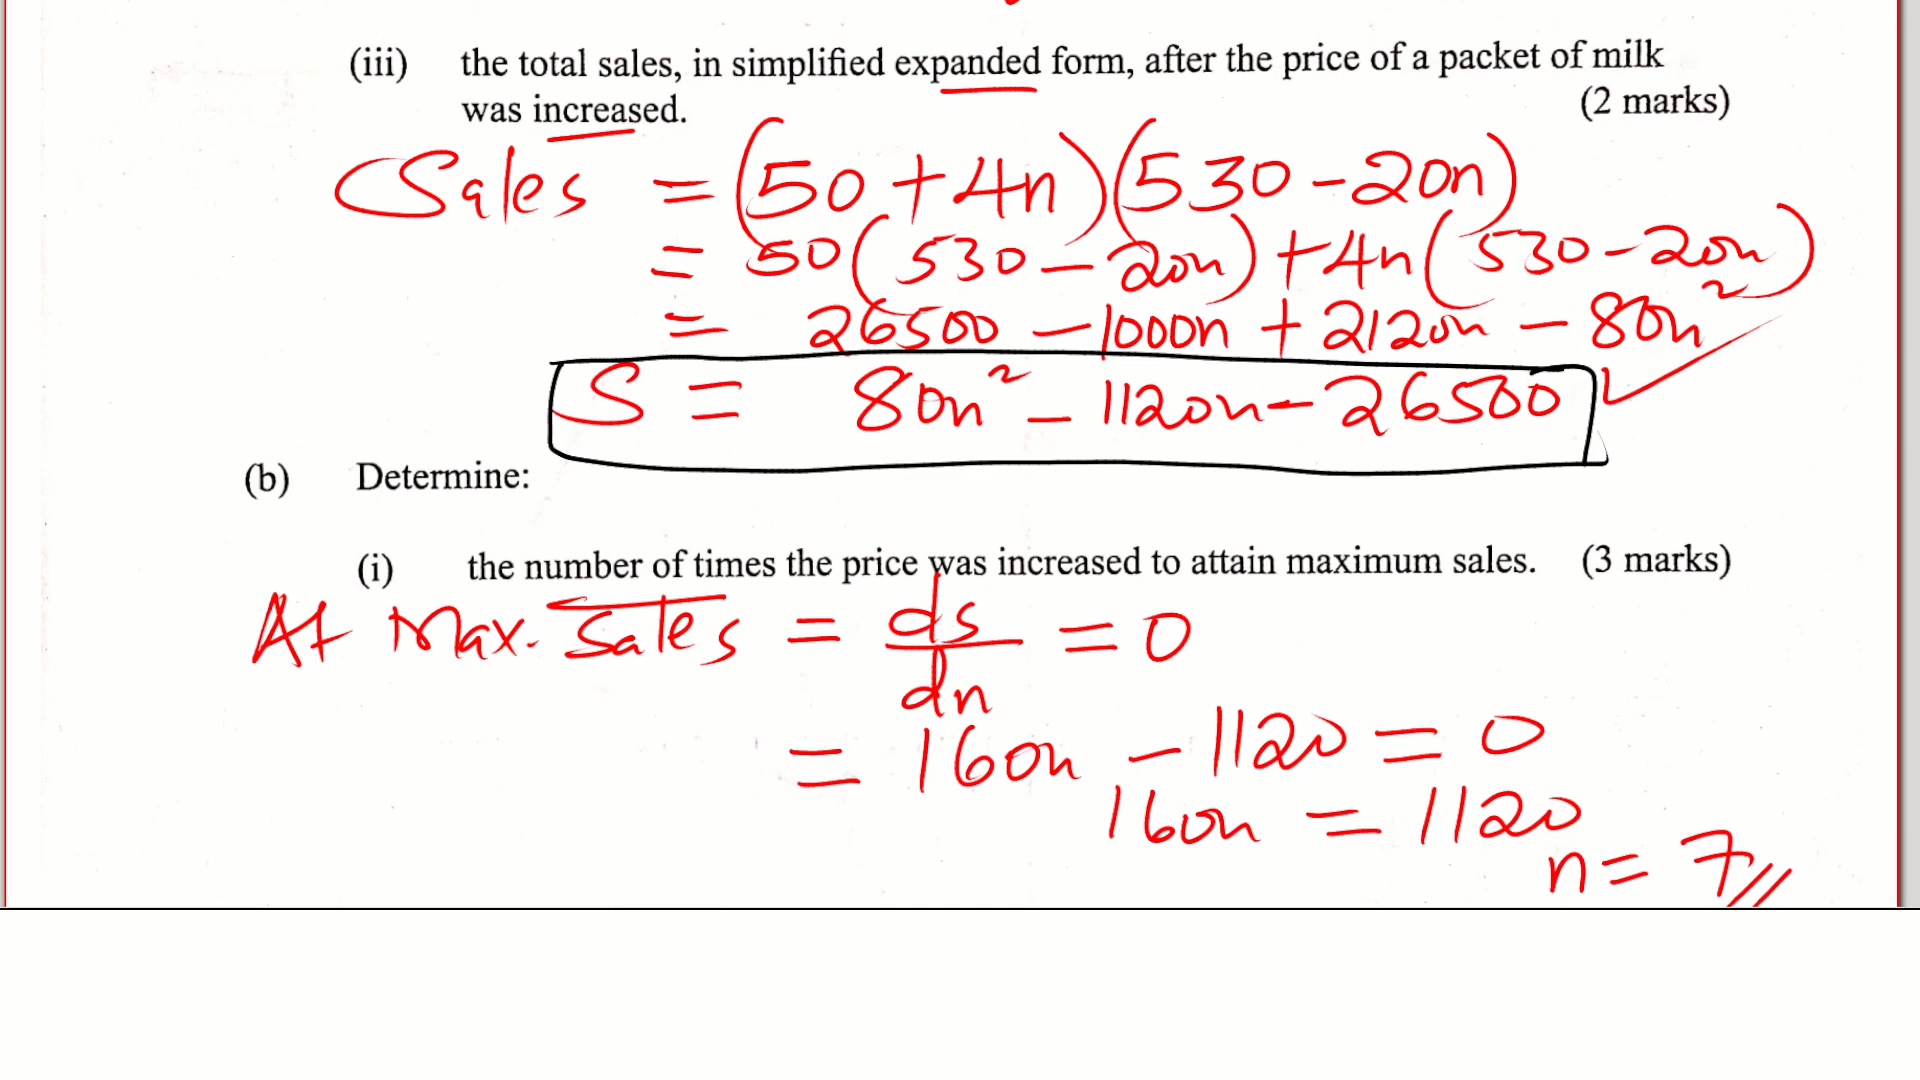 (iii) the total sales, in simplified expanded form, after the price of a packet of milk
was increased. (2 marks)
Sales = (50 + 4n)(530 - 20n)
= 50(530 - 20n) + 4n(530 - 20n)
= 26500 - 1000n + 2120n - 80n²
S = 80n² - 1120n - 26500
(b) Determine:
(i) the number of times the price was increased to attain maximum sales. (3 marks)
At Max. Sales = ds/dn = 0
= 160n - 1120 = 0
160n = 1120
n = 7